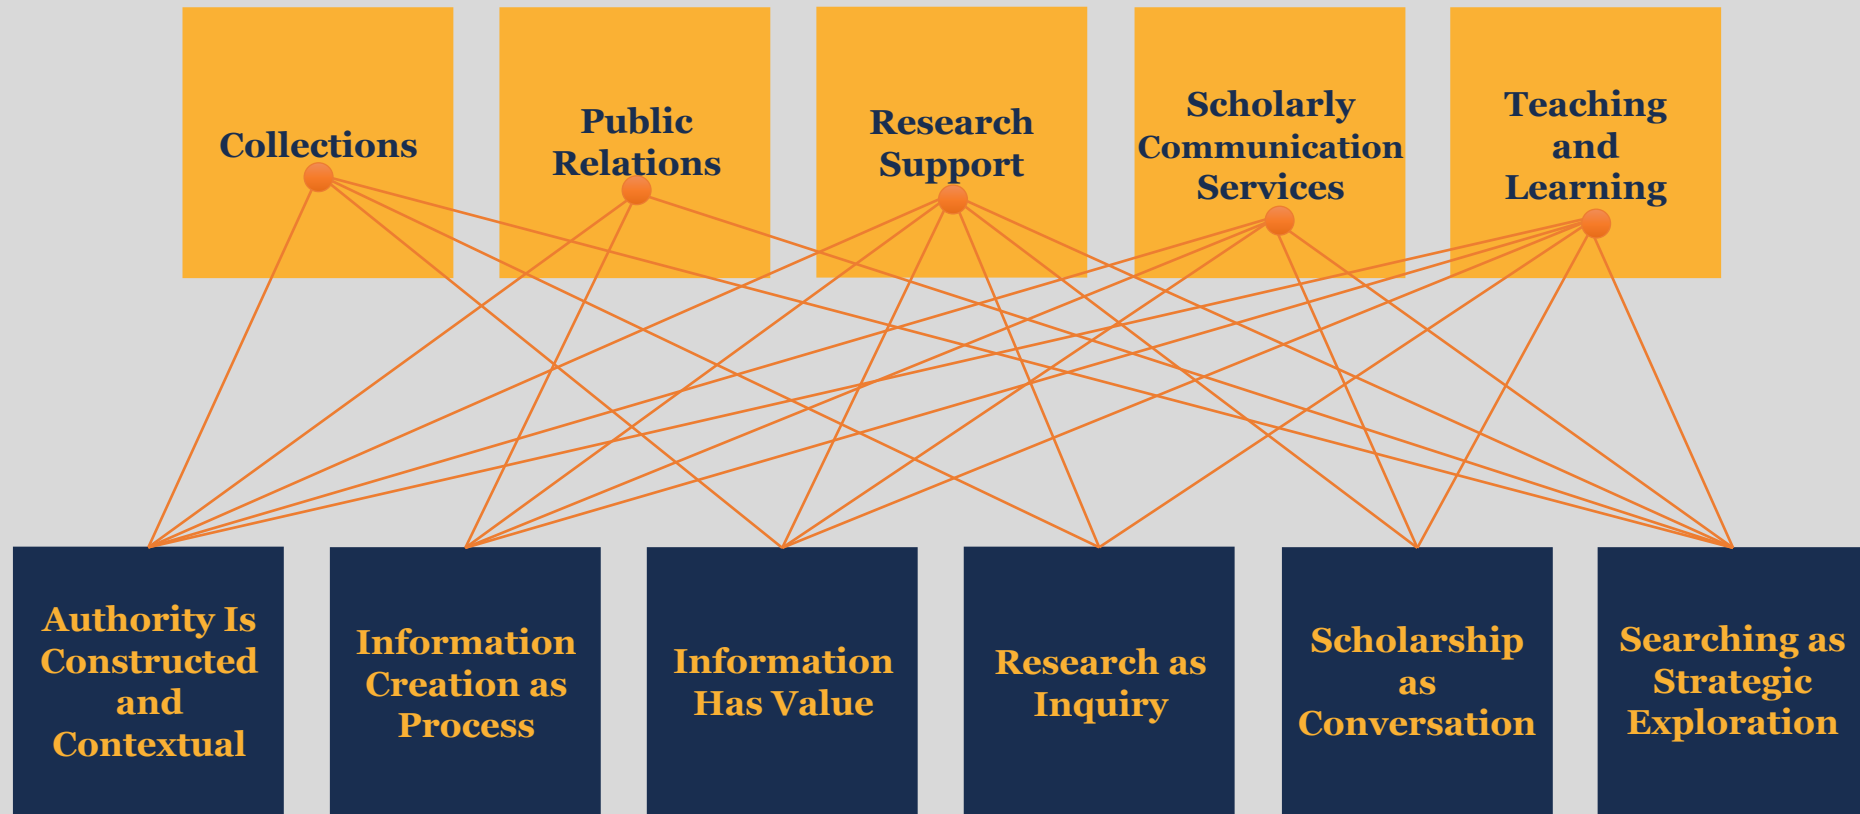 Collections
Public
Relations
Research
Support
Scholarly
Communication
Services
Teaching
and
Learning
Authority Is
Constructed
and
Contextual
Information
Creation as
Process
Information
Has Value
Research as
Inquiry
Scholarship
as
Conversation
Searching as
Strategic
Exploration